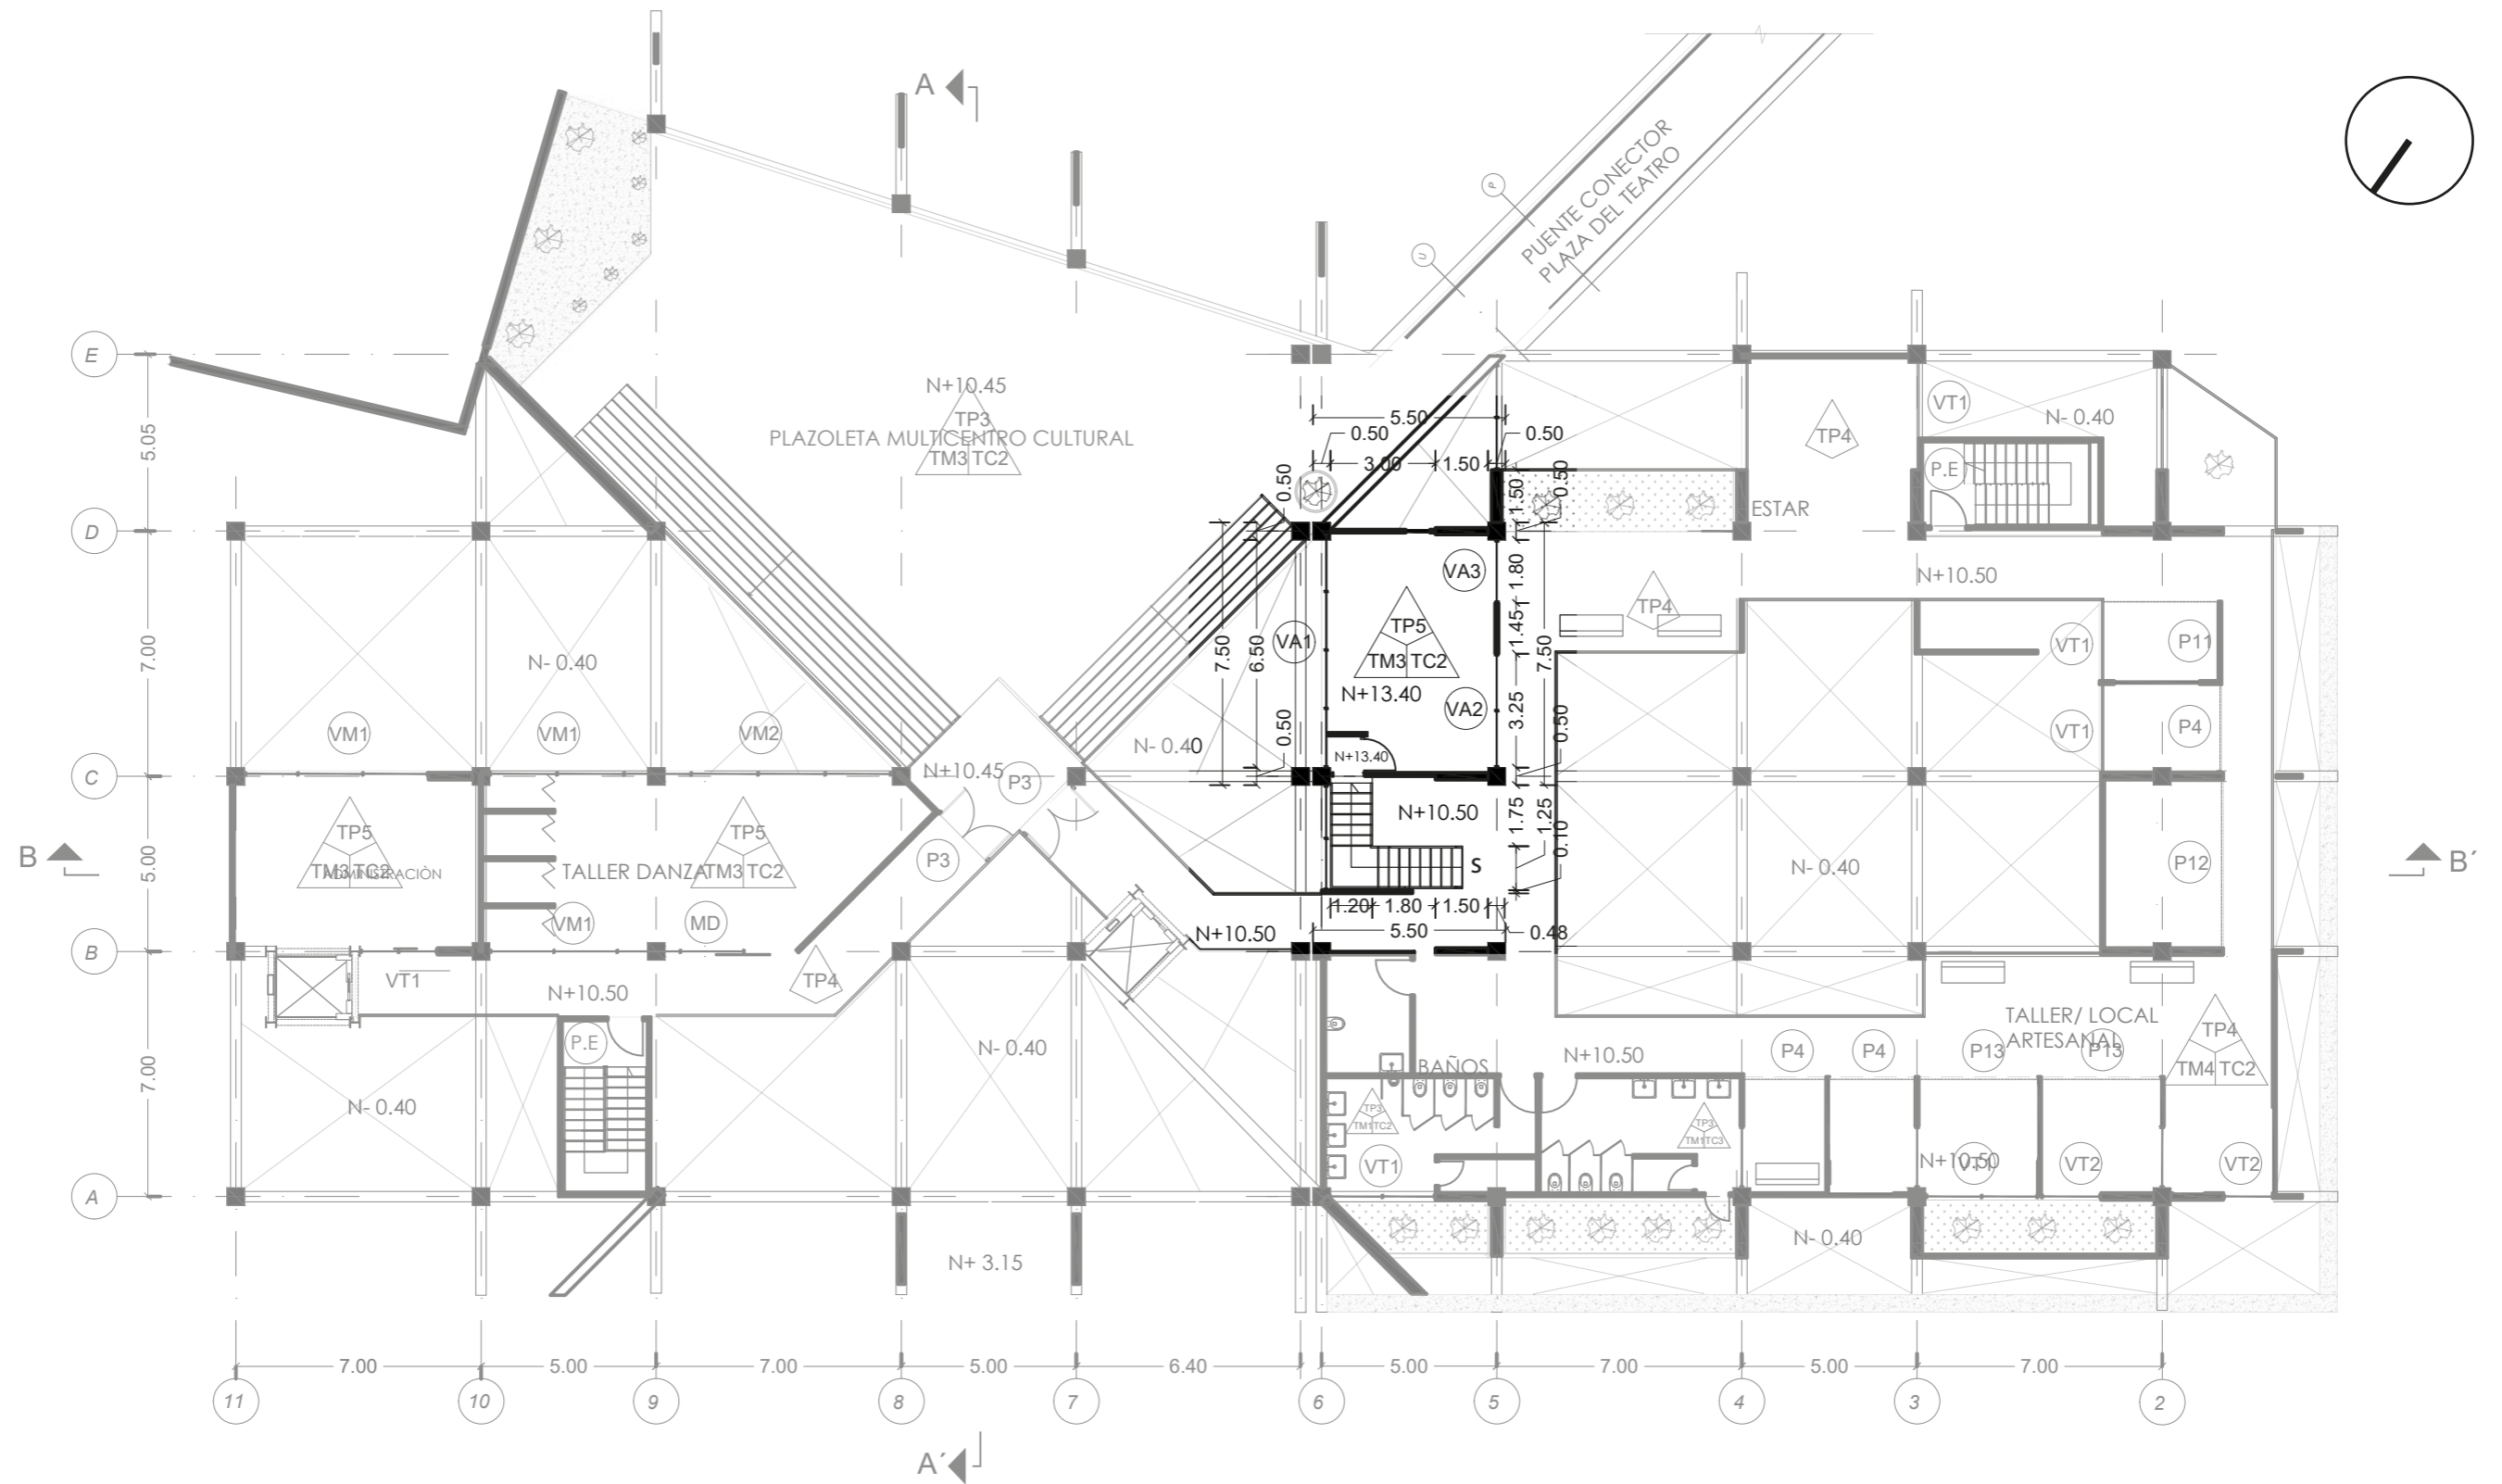 A
PUENTE CONECTOR
PLAZA DEL TEATRO
P
U
E
N+10.45
TP3
PLAZOLETA MULTICENTRO CULTURAL
TM3 TC2
5.50
0.50
0.50
3.00
1.50
0.50
0.50
1.50
TP4
VT1
N- 0.40
P.E
5.05
ESTAR
D
N+10.50
VA3
1.80
TP4
TP5
TM3 TC2
1.45
7.50
7.50
6.50
VA1
VT1
P11
7.00
N- 0.40
N+13.40
VA2
3.25
VM1
VM1
VM2
N- 0.40
0.50
0.50
VT1
P4
N+13.40
C
N+10.45
P3
N+10.50
1.75
1.25
0.10
TP5
TM3 TC2
ADMINISTRACIÒN
TALLER DANZA
TP5
TM3 TC2
P3
S
N- 0.40
P12
B
B´
5.00
VM1
MD
1.20
1.80
1.50
N+10.50
5.50
0.48
B
VT1
TP4
N+10.50
TALLER/ LOCAL
ARTESANAL
TP4
TM4 TC2
P.E
N- 0.40
N+10.50
P4
P4
P13
P13
BAÑOS
7.00
N- 0.40
TP3
TM1 TC2
TP3
TM1 TC3
VT1
N+10.50
VT1
VT2
VT2
A
N- 0.40
N+ 3.15
7.00
5.00
7.00
5.00
6.40
5.00
7.00
5.00
7.00
11
10
9
8
7
6
5
4
3
2
A´